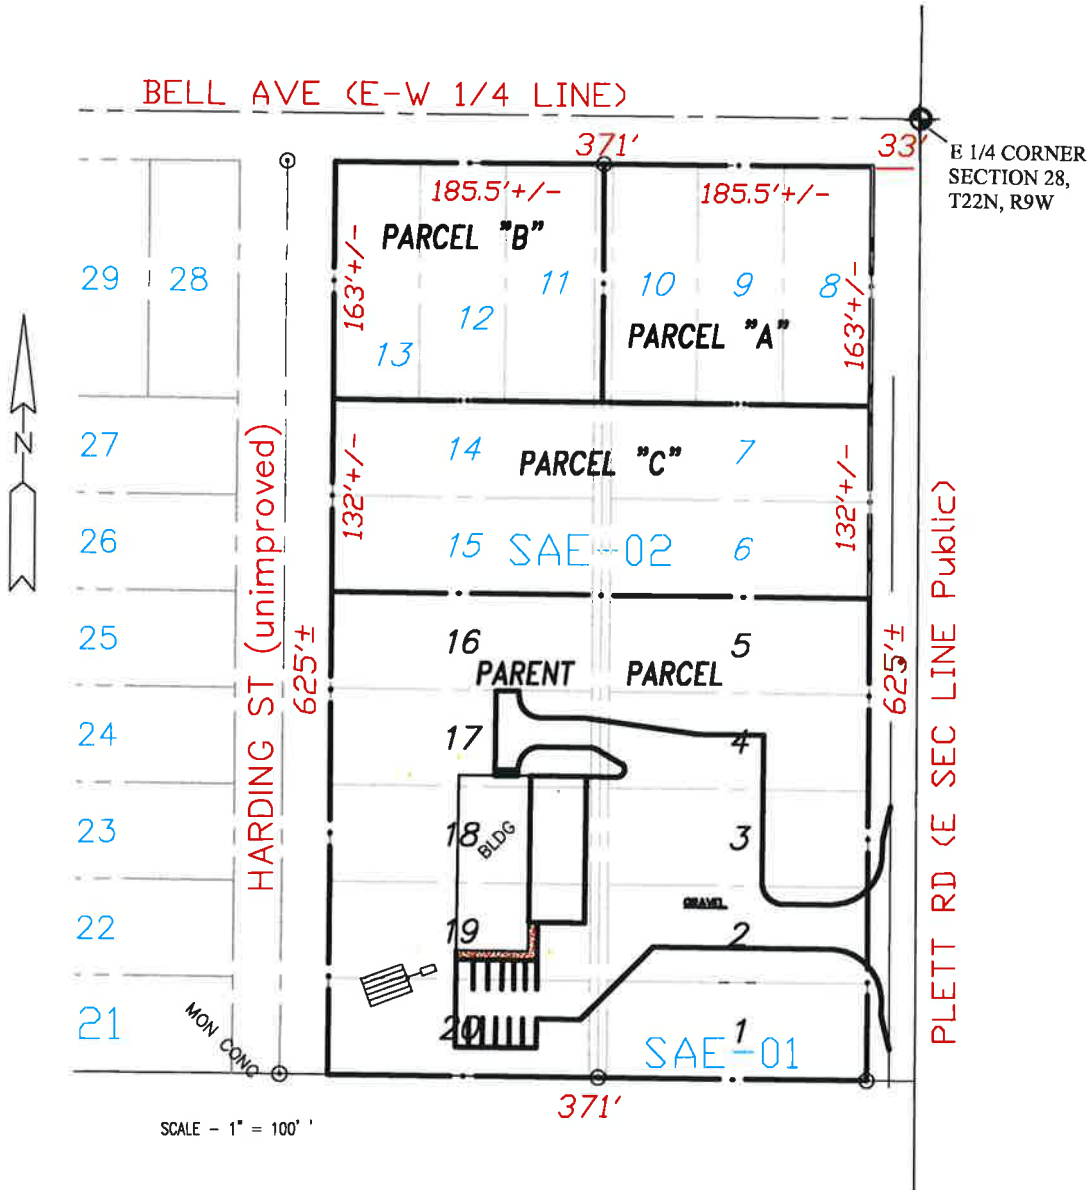 BELL AVE (E-W 1/4 LINE)
371'
33'
E 1/4 CORNER
SECTION 28,
T22N, R9W
185.5'+/-
185.5'+/-
PARCEL "B"
29
28
163'+/-
11
10
9
8
12
13
PARCEL "A"
163'+/-
N
27
14
PARCEL "C"
7
132'+/-
132'+/-
26
15
SAE-02
6
HARDING ST (unimproved)
PLETT RD (E SEC LINE Public)
25
625'±
16
5
625'±
PARENT PARCEL
24
17
4
23
18
BLDG
3
GRAVEL
22
19
2
21
MON CONC
20
1
SAE-01
371'
SCALE - 1" = 100' '